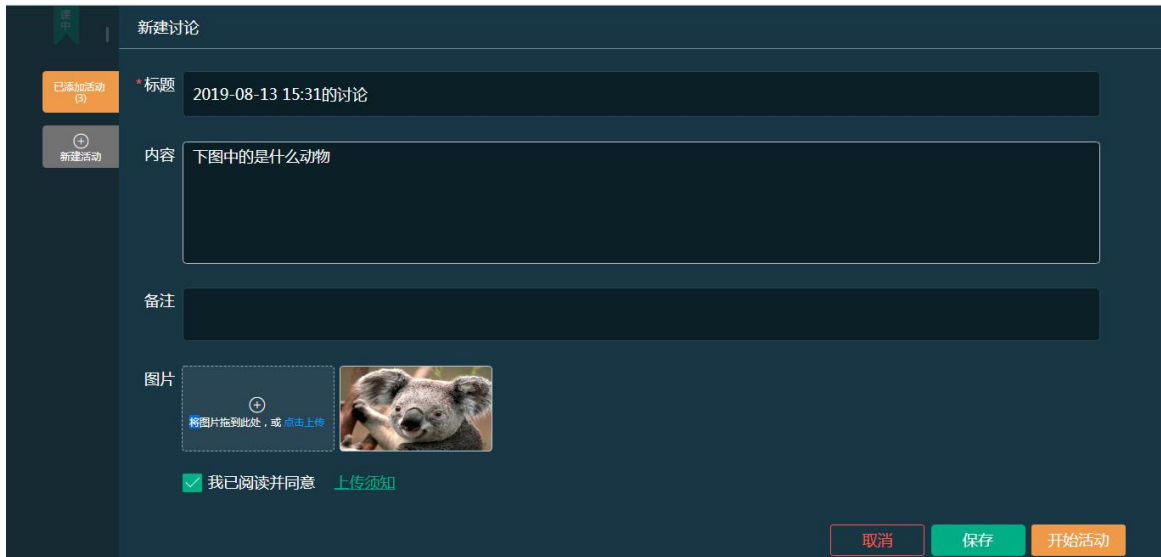 课
中
新建讨论
已添加活动
(3)
新建活动
*标题
2019-08-13 15:31的讨论
内容
下图中的是什么动物
备注
图片
将图片拖到此处，或 点击上传
我已阅读并同意 上传须知
取消 保存 开始活动